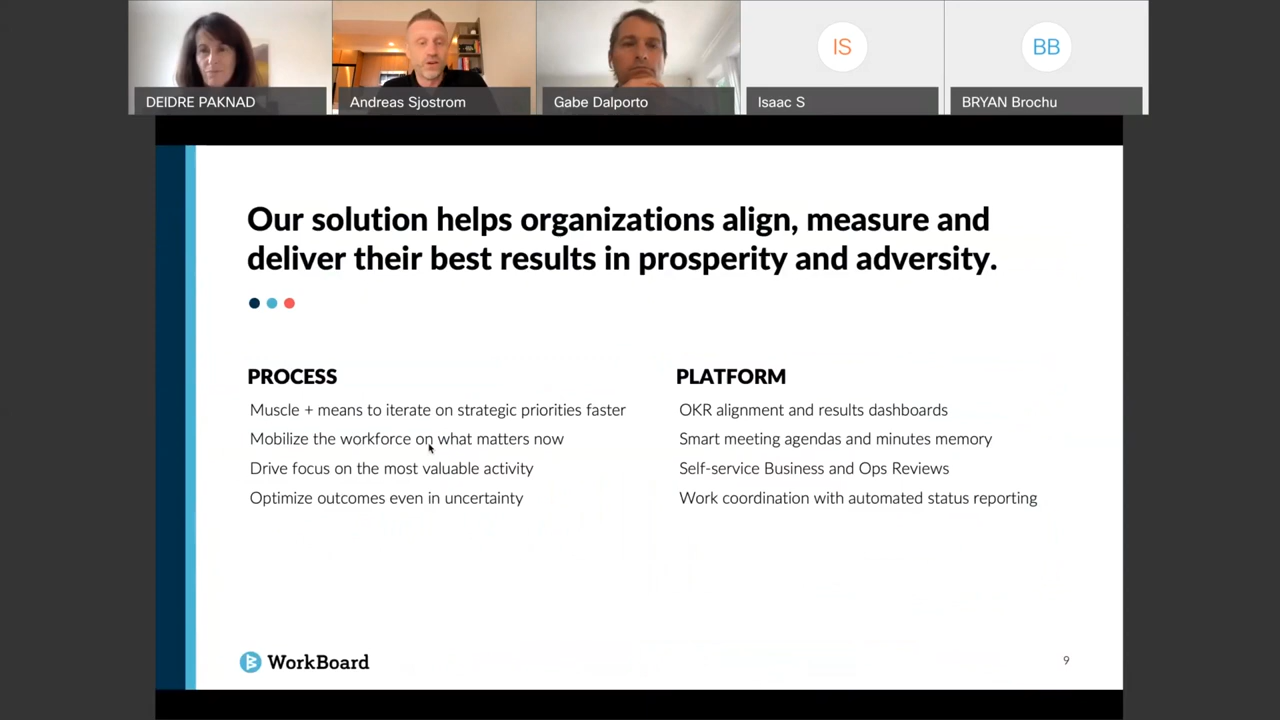 IS
BB
DEIDRE PAKNAD
Andreas Sjostrom
Gabe Dalporto
Isaac S
BRYAN Brochu
Our solution helps organizations align, measure and
deliver their best results in prosperity and adversity.
PROCESS
Muscle + means to iterate on strategic priorities faster
Mobilize the workforce on what matters now
Drive focus on the most valuable activity
Optimize outcomes even in uncertainty
PLATFORM
OKR alignment and results dashboards
Smart meeting agendas and minutes memory
Self-service Business and Ops Reviews
Work coordination with automated status reporting
WorkBoard
9